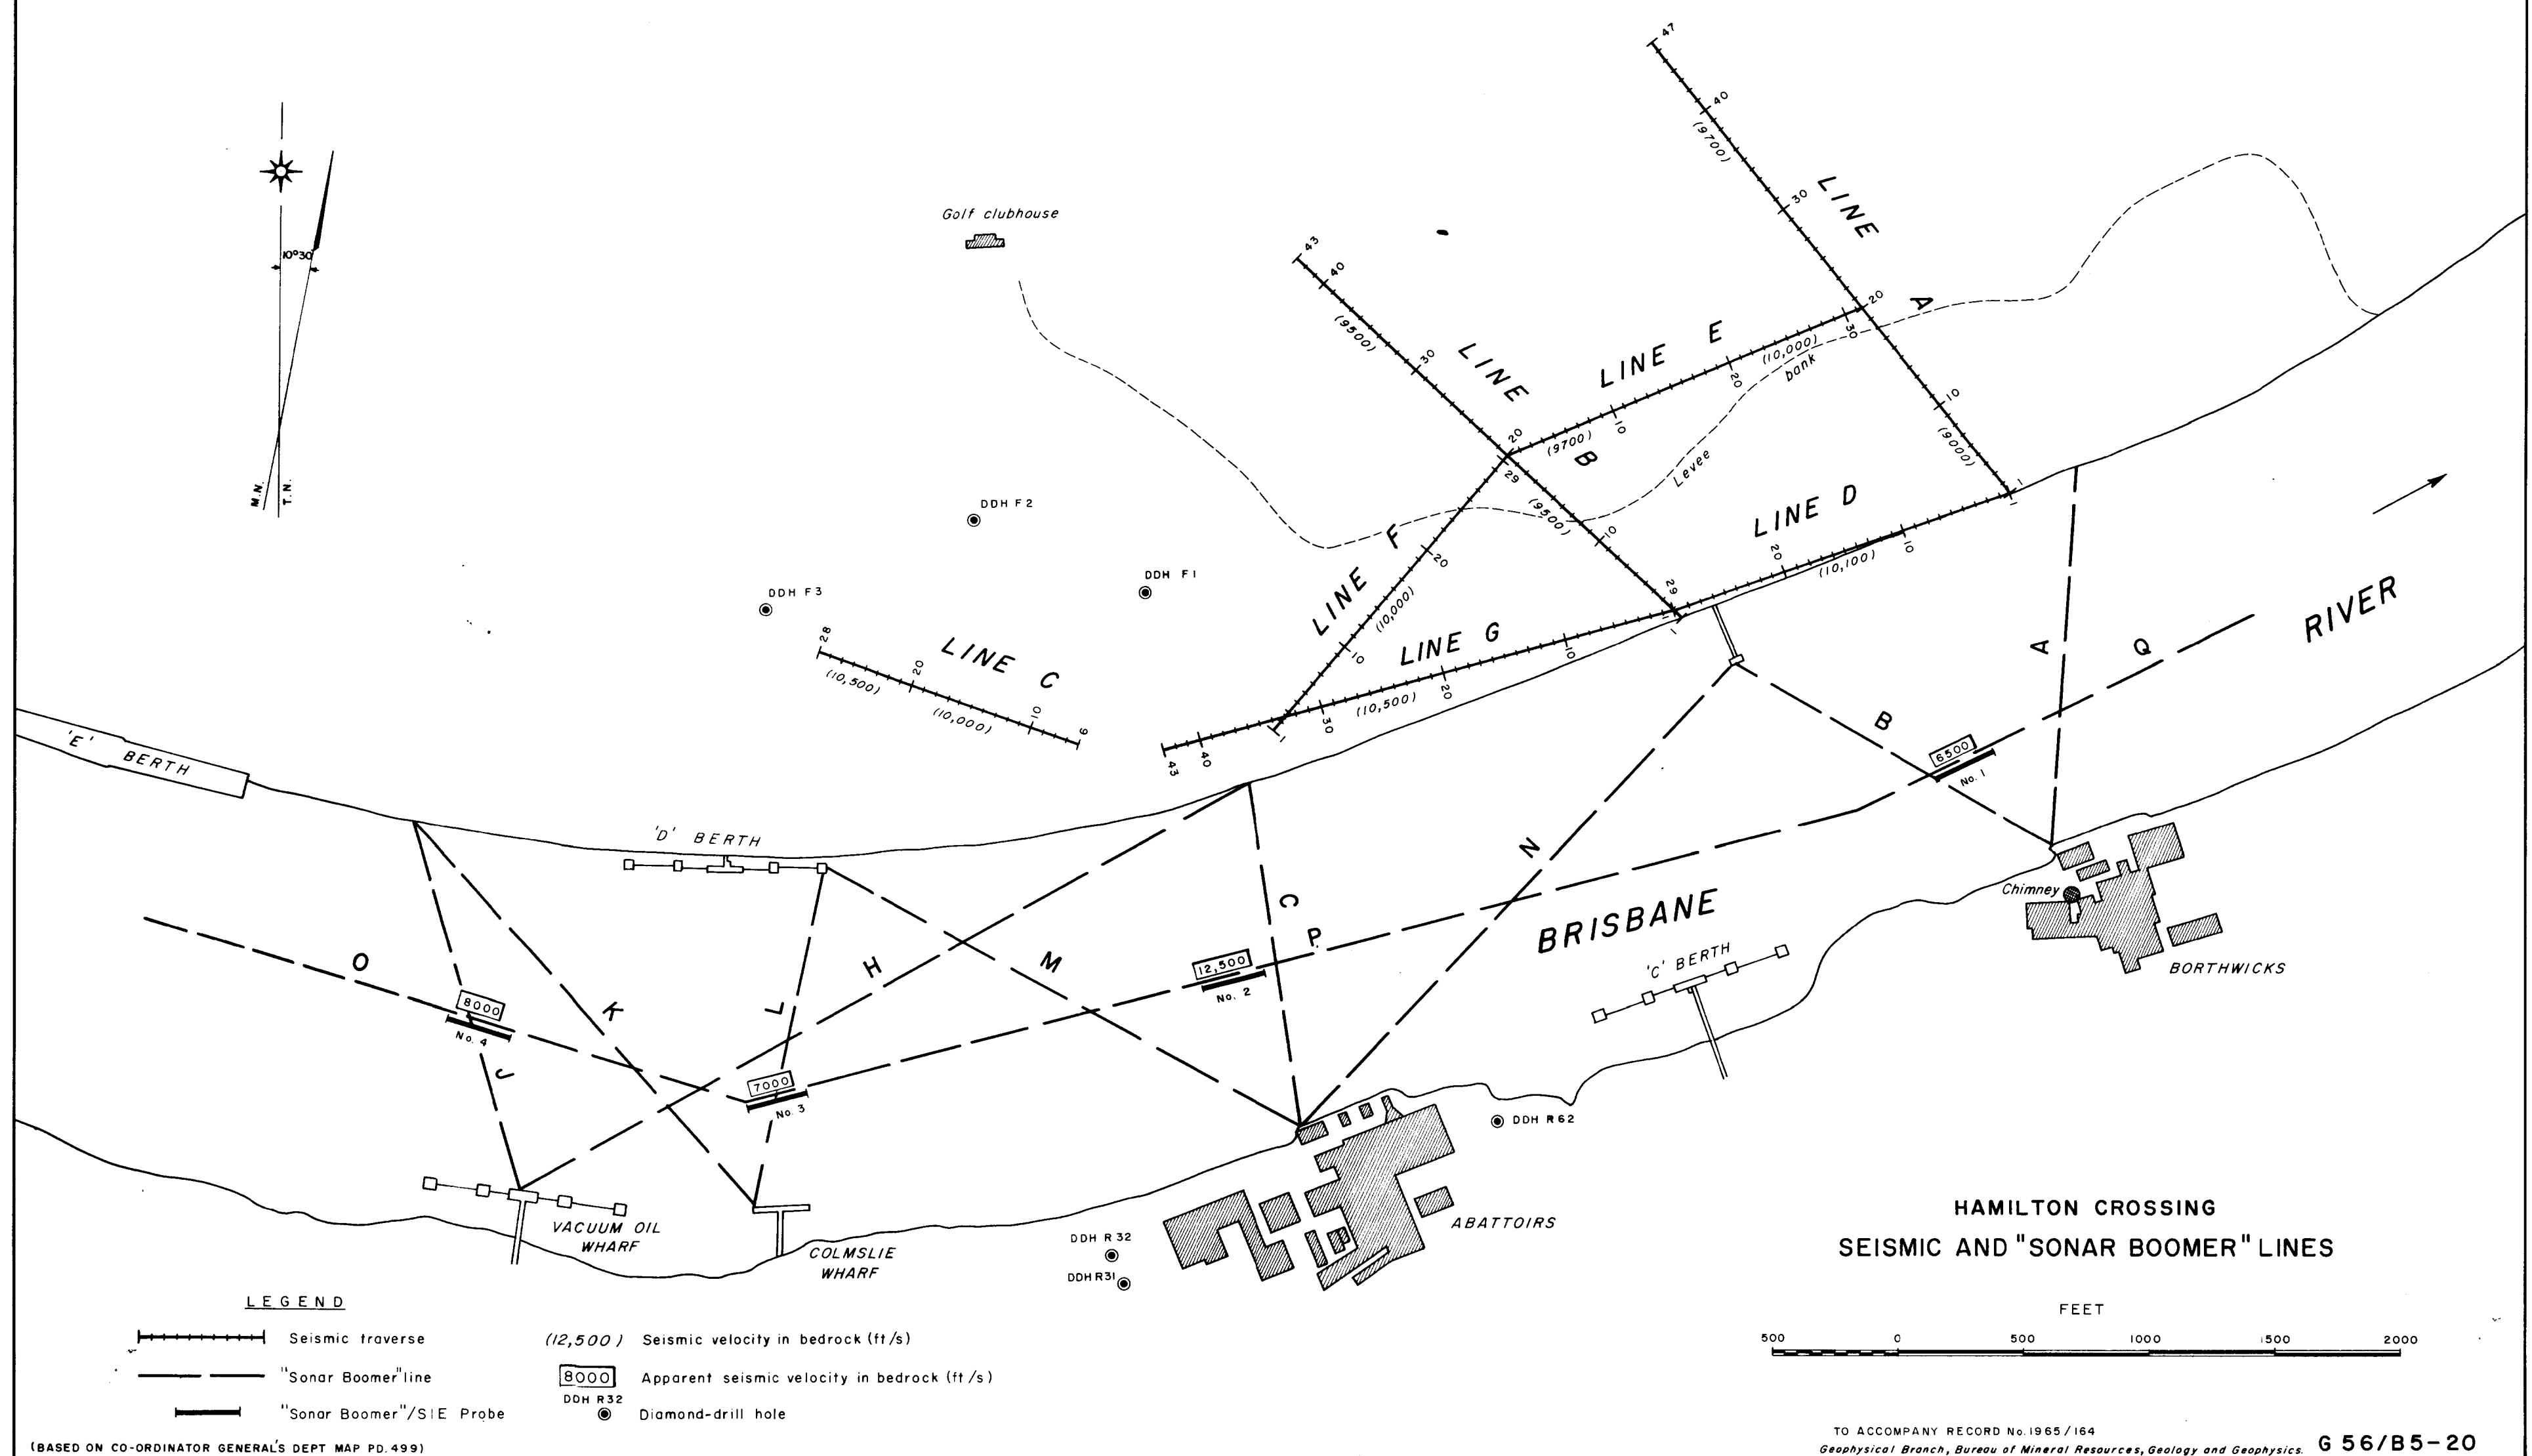 47
40
(9700)
30
LINE A
20
10
(9000)
1
1
10°30'
M.N.
T.N.
Golf clubhouse
43
40
(9500)
30
LINE B
20
29
(9500)
10
1
LINE E
(9700)
10
20
(10,000)
30
Levee bank
LINE D
29
20
(10,100)
10
DDH F2
DDH F1
DDH F3
LINE F
20
(10,000)
10
1
LINE G
1
10
20
(10,500)
30
40
43
LINE C
28
(10,500)
20
(10,000)
10
6
'E' BERTH
'D' BERTH
A
Q
RIVER
B
6500
No. 1
N
C
P
12,500
No. 2
BRISBANE
'C' BERTH
Chimney
BORTHWICKS
O
8000
No. 4
J
K
L
H
M
7000
No. 3
DDH R62
ABATTOIRS
VACUUM OIL
WHARF
COLMSLIE
WHARF
DDH R32
DDH R31
HAMILTON CROSSING
SEISMIC AND "SONAR BOOMER" LINES
FEET
500 0 500 1000 1500 2000
LEGEND
Seismic traverse
"Sonar Boomer" line
"Sonar Boomer"/SIE Probe
(12,500) Seismic velocity in bedrock (ft/s)
8000 Apparent seismic velocity in bedrock (ft/s)
DDH R32
Diamond-drill hole
(BASED ON CO-ORDINATOR GENERAL'S DEPT MAP PD. 499)
TO ACCOMPANY RECORD No. 1965/164
Geophysical Branch, Bureau of Mineral Resources, Geology and Geophysics.
G 56/B5-20